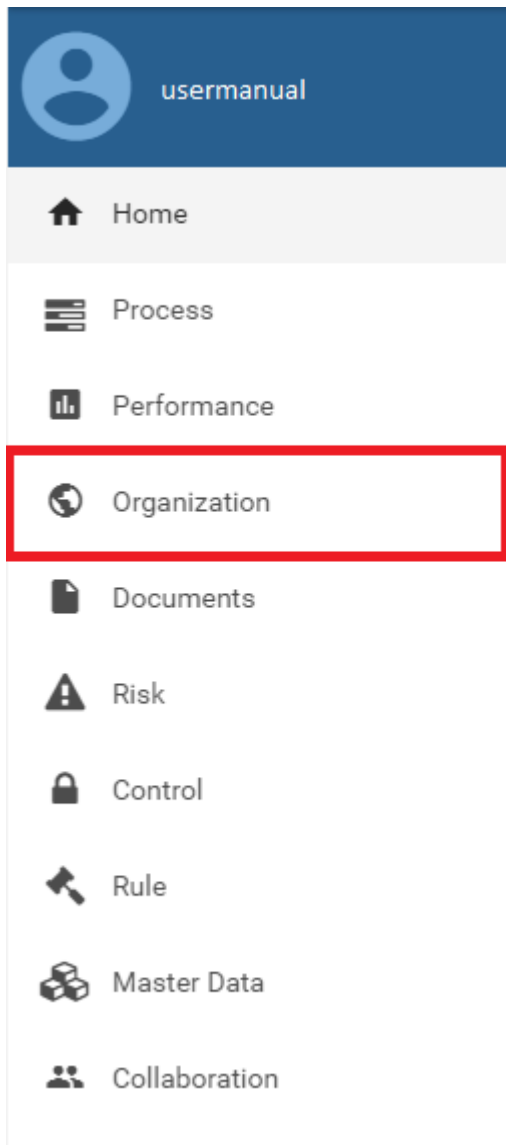 usermanual
Home
Process
Performance
Organization
Documents
Risk
Control
Rule
Master Data
Collaboration